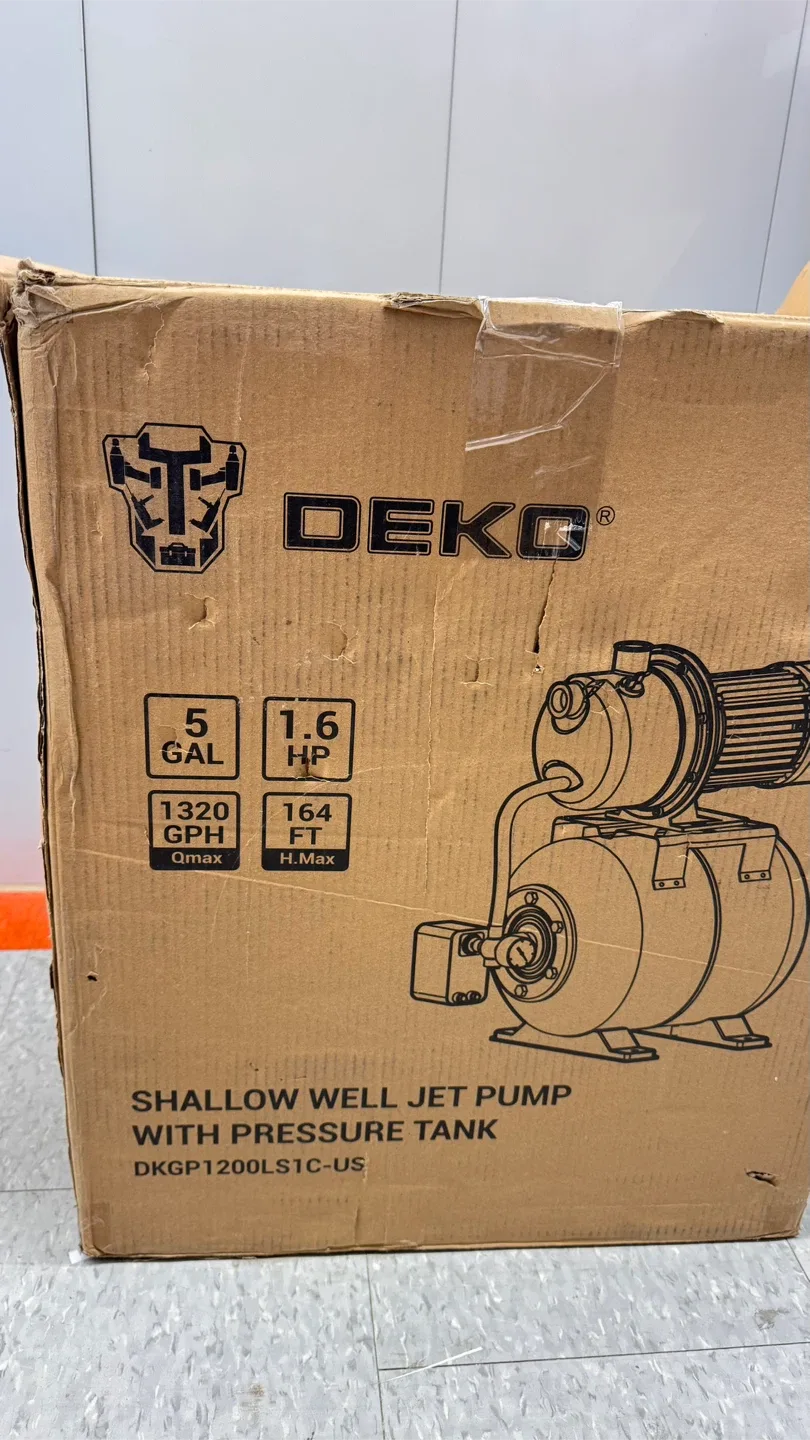 DEKO®
5
GAL
1.6
HP
1320
GPH
Qmax
164
FT
H.Max
SHALLOW WELL JET PUMP
WITH PRESSURE TANK
DKGP1200LS1C-US